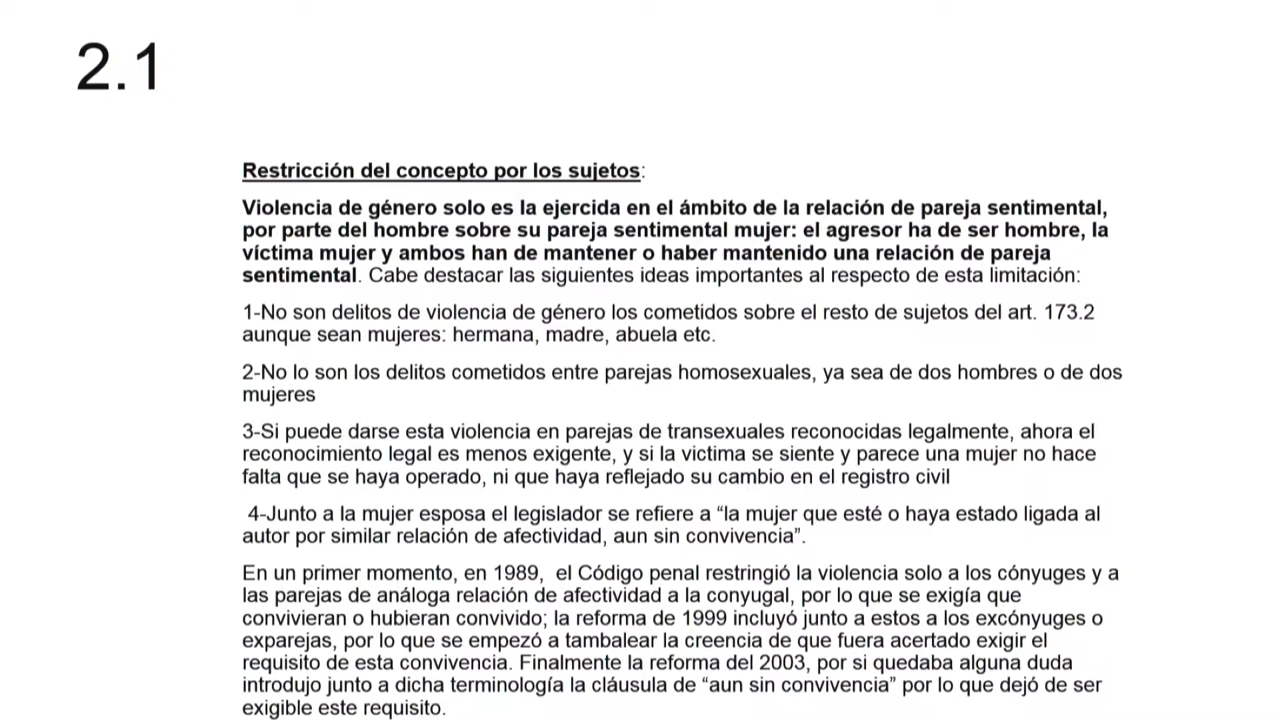 2.1
Restricción del concepto por los sujetos:
Violencia de género solo es la ejercida en el ámbito de la relación de pareja sentimental,
por parte del hombre sobre su pareja sentimental mujer: el agresor ha de ser hombre, la
víctima mujer y ambos han de mantener o haber mantenido una relación de pareja
sentimental. Cabe destacar las siguientes ideas importantes al respecto de esta limitación:
1-No son delitos de violencia de género los cometidos sobre el resto de sujetos del art. 173.2
aunque sean mujeres: hermana, madre, abuela etc.
2-No lo son los delitos cometidos entre parejas homosexuales, ya sea de dos hombres o de dos
mujeres
3-Si puede darse esta violencia en parejas de transexuales reconocidas legalmente, ahora el
reconocimiento legal es menos exigente, y si la victima se siente y parece una mujer no hace
falta que se haya operado, ni que haya reflejado su cambio en el registro civil
4-Junto a la mujer esposa el legislador se refiere a “la mujer que esté o haya estado ligada al
autor por similar relación de afectividad, aun sin convivencia”.
En un primer momento, en 1989, el Código penal restringió la violencia solo a los cónyuges y a
las parejas de análoga relación de afectividad a la conyugal, por lo que se exigía que
convivieran o hubieran convivido; la reforma de 1999 incluyó junto a estos a los excónyuges o
exparejas, por lo que se empezó a tambalear la creencia de que fuera acertado exigir el
requisito de esta convivencia. Finalmente la reforma del 2003, por si quedaba alguna duda
introdujo junto a dicha terminología la cláusula de “aun sin convivencia” por lo que dejó de ser
exigible este requisito.